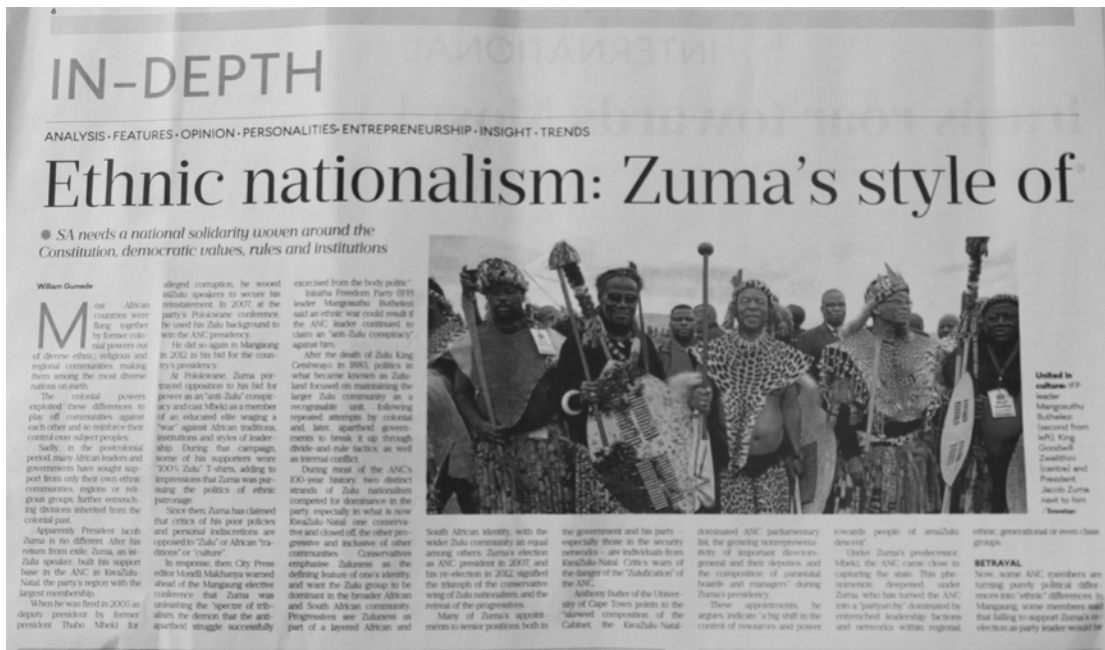 6
IN-DEPTH
ANALYSIS · FEATURES · OPINION · PERSONALITIES · ENTREPRENEURSHIP · INSIGHT · TRENDS
Ethnic nationalism: Zuma's style of
● SA needs a national solidarity woven around the
Constitution, democratic values, rules and institutions
William Gumede
Most African
countries were
flung together
by former colo-
nial powers out
of diverse ethnic, religious and
regional communities, making
them among the most diverse
nations on earth.
The colonial powers
exploited these differences to
play off communities against
each other and so reinforce their
control over subject peoples.
Sadly, in the postcolonial
period, many African leaders and
governments have sought sup-
port from only their own ethnic
communities, regions or reli-
gious groups, further entrench-
ing divisions inherited from the
colonial past.
Apparently President Jacob
Zuma is no different. After his
return from exile, Zuma, an isi-
Zulu speaker, built his support
base in the ANC in KwaZulu-
Natal, the party's region with the
largest membership.
When he was fired in 2005 as
deputy president by former
president Thabo Mbeki for
alleged corruption, he wooed
isiZulu speakers to secure his
reinstatement. In 2007, at the
party's Polokwane conference,
he used his Zulu background to
win the ANC presidency.
He did so again in Mangaung
in 2012 in his bid for the coun-
try's presidency.
At Polokwane, Zuma por-
trayed opposition to his bid for
power as an "anti-Zulu" conspir-
acy and cast Mbeki as a member
of an educated elite waging a
"war" against African traditions,
institutions and styles of leader-
ship. During that campaign,
some of his supporters wore
"100% Zulu" T-shirts, adding to
impressions that Zuma was pur-
suing the politics of ethnic
patronage.
Since then, Zuma has claimed
that critics of his poor policies
and personal indiscretions are
opposed to "Zulu" or African "tra-
ditions" or "culture".
In response, then City Press
editor Mondli Makhanya warned
ahead of the Mangaung elective
conference that Zuma was
unleashing the "spectre of trib-
alism, the demon that the anti-
apartheid struggle successfully
exorcised from the body politic".
Inkatha Freedom Party (IFP)
leader Mangosuthu Buthelezi
said an ethnic war could result if
the ANC leader continued to
claim an "anti-Zulu conspiracy"
against him.
After the death of Zulu King
Cetshwayo in 1883, politics in
what became known as Zulu-
land focused on maintaining the
larger Zulu community as a
recognisable unit, following
repeated attempts by colonial
and, later, apartheid govern-
ments to break it up through
divide-and-rule tactics, as well
as internal conflict.
During most of the ANC's
100-year history, two distinct
strands of Zulu nationalism
competed for dominance in the
party, especially in what is now
KwaZulu-Natal: one conserva-
tive and closed off, the other pro-
gressive and inclusive of other
communities. Conservatives
emphasise Zuluness as the
defining feature of one's identity,
and want the Zulu group to be
dominant in the broader African
and South African community.
Progressives see Zuluness as
part of a layered African and
South African identity, with the
wider Zulu community an equal
among others. Zuma's election
as ANC president in 2007, and
his re-election in 2012, signified
the triumph of the conservative
wing of Zulu nationalism, and the
retreat of the progressives.
Many of Zuma's appoint-
ments to senior positions, both in
the government and his party,
especially those in the security
networks – are individuals from
KwaZulu-Natal. Critics warn of
the danger of the "Zulufication" of
the ANC.
Anthony Butler of the Univer-
sity of Cape Town points to the
"skewed composition of the
Cabinet, the KwaZulu-Natal-
dominated ANC parliamentary
list, the growing nonrepresenta-
tivity of important directors-
general and their deputies, and
the composition of parastatal
boards and managers" during
Zuma's presidency.
These appointments, he
argues, indicate "a big shift in the
control of resources and power
towards people of amaZulu
descent".
Under Zuma's predecessor,
Mbeki, the ANC came close to
capturing the state. This phe-
nomenon deepened under
Zuma, who has turned the ANC
into a "partyarchy" dominated by
entrenched leadership factions
and networks within regional,
ethnic, generational or even class
groups.
BETRAYAL
Now, some ANC members are
turning purely political differ-
ences into "ethnic" differences. In
Mangaung, some members said
that failing to support Zuma's re-
election as party leader would be
United in
culture: IFP
leader
Mangosuthu
Buthelezi
(second from
left), King
Goodwill
Zwelithini
(centre) and
President
Jacob Zuma
next to him
/Sowetan